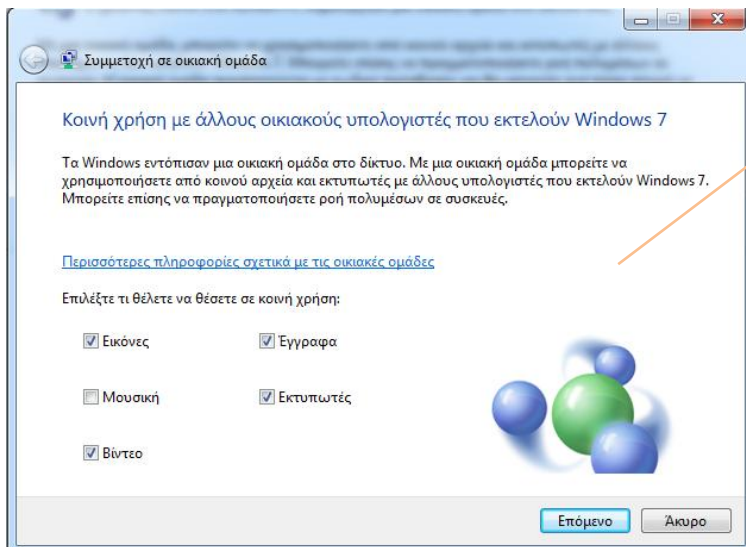 Συμμετοχή σε οικιακή ομάδα
Κοινή χρήση με άλλους οικιακούς υπολογιστές που εκτελούν Windows 7
Τα Windows εντόπισαν μια οικιακή ομάδα στο δίκτυο. Με μια οικιακή ομάδα μπορείτε να
χρησιμοποιήσετε από κοινού αρχεία και εκτυπωτές με άλλους υπολογιστές που εκτελούν Windows 7.
Μπορείτε επίσης να πραγματοποιήσετε ροή πολυμέσων σε συσκευές.
Περισσότερες πληροφορίες σχετικά με τις οικιακές ομάδες
Επιλέξτε τι θέλετε να θέσετε σε κοινή χρήση:
Εικόνες Έγγραφα
Μουσική Εκτυπωτές
Βίντεο
Επόμενο Άκυρο